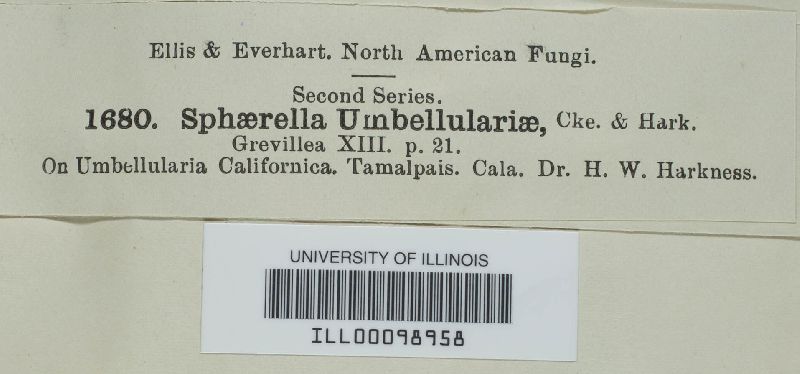 Ellis & Everhart. North American Fungi.
Second Series.
1680. Sphærella Umbellulariæ, Cke. & Hark.
Grevillea XIII. p. 21.
On Umbellularia Californica. Tamalpais. Cala. Dr. H. W. Harkness.
UNIVERSITY OF ILLINOIS
ILL00098958